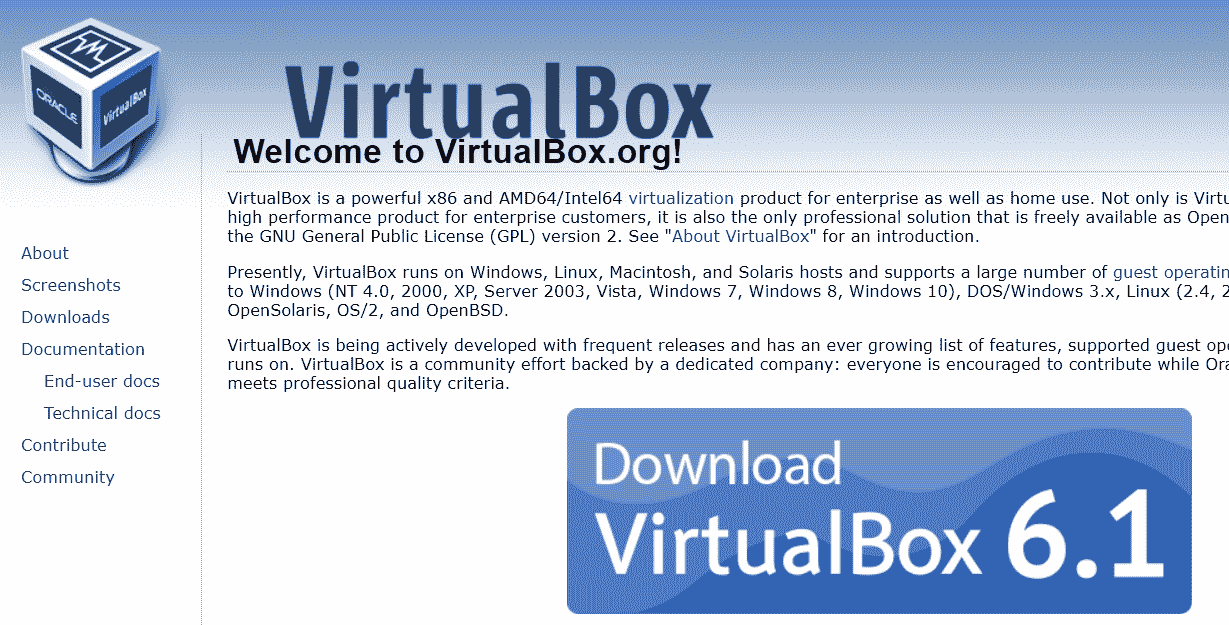 ORACLE
VirtualBox
VirtualBox
Welcome to VirtualBox.org!
About
Screenshots
Downloads
Documentation
End-user docs
Technical docs
Contribute
Community
VirtualBox is a powerful x86 and AMD64/Intel64 virtualization product for enterprise as well as home use. Not only is
high performance product for enterprise customers, it is also the only professional solution that is freely available as
the GNU General Public License (GPL) version 2. See "About VirtualBox" for an introduction.
Presently, VirtualBox runs on Windows, Linux, Macintosh, and Solaris hosts and supports a large number of guest
to Windows (NT 4.0, 2000, XP, Server 2003, Vista, Windows 7, Windows 8, Windows 10), DOS/Windows 3.x, Linux (2.4,
OpenSolaris, OS/2, and OpenBSD.
VirtualBox is being actively developed with frequent releases and has an ever growing list of features, supported guest
runs on. VirtualBox is a community effort backed by a dedicated company: everyone is encouraged to contribute while
meets professional quality criteria.
Download
VirtualBox 6.1